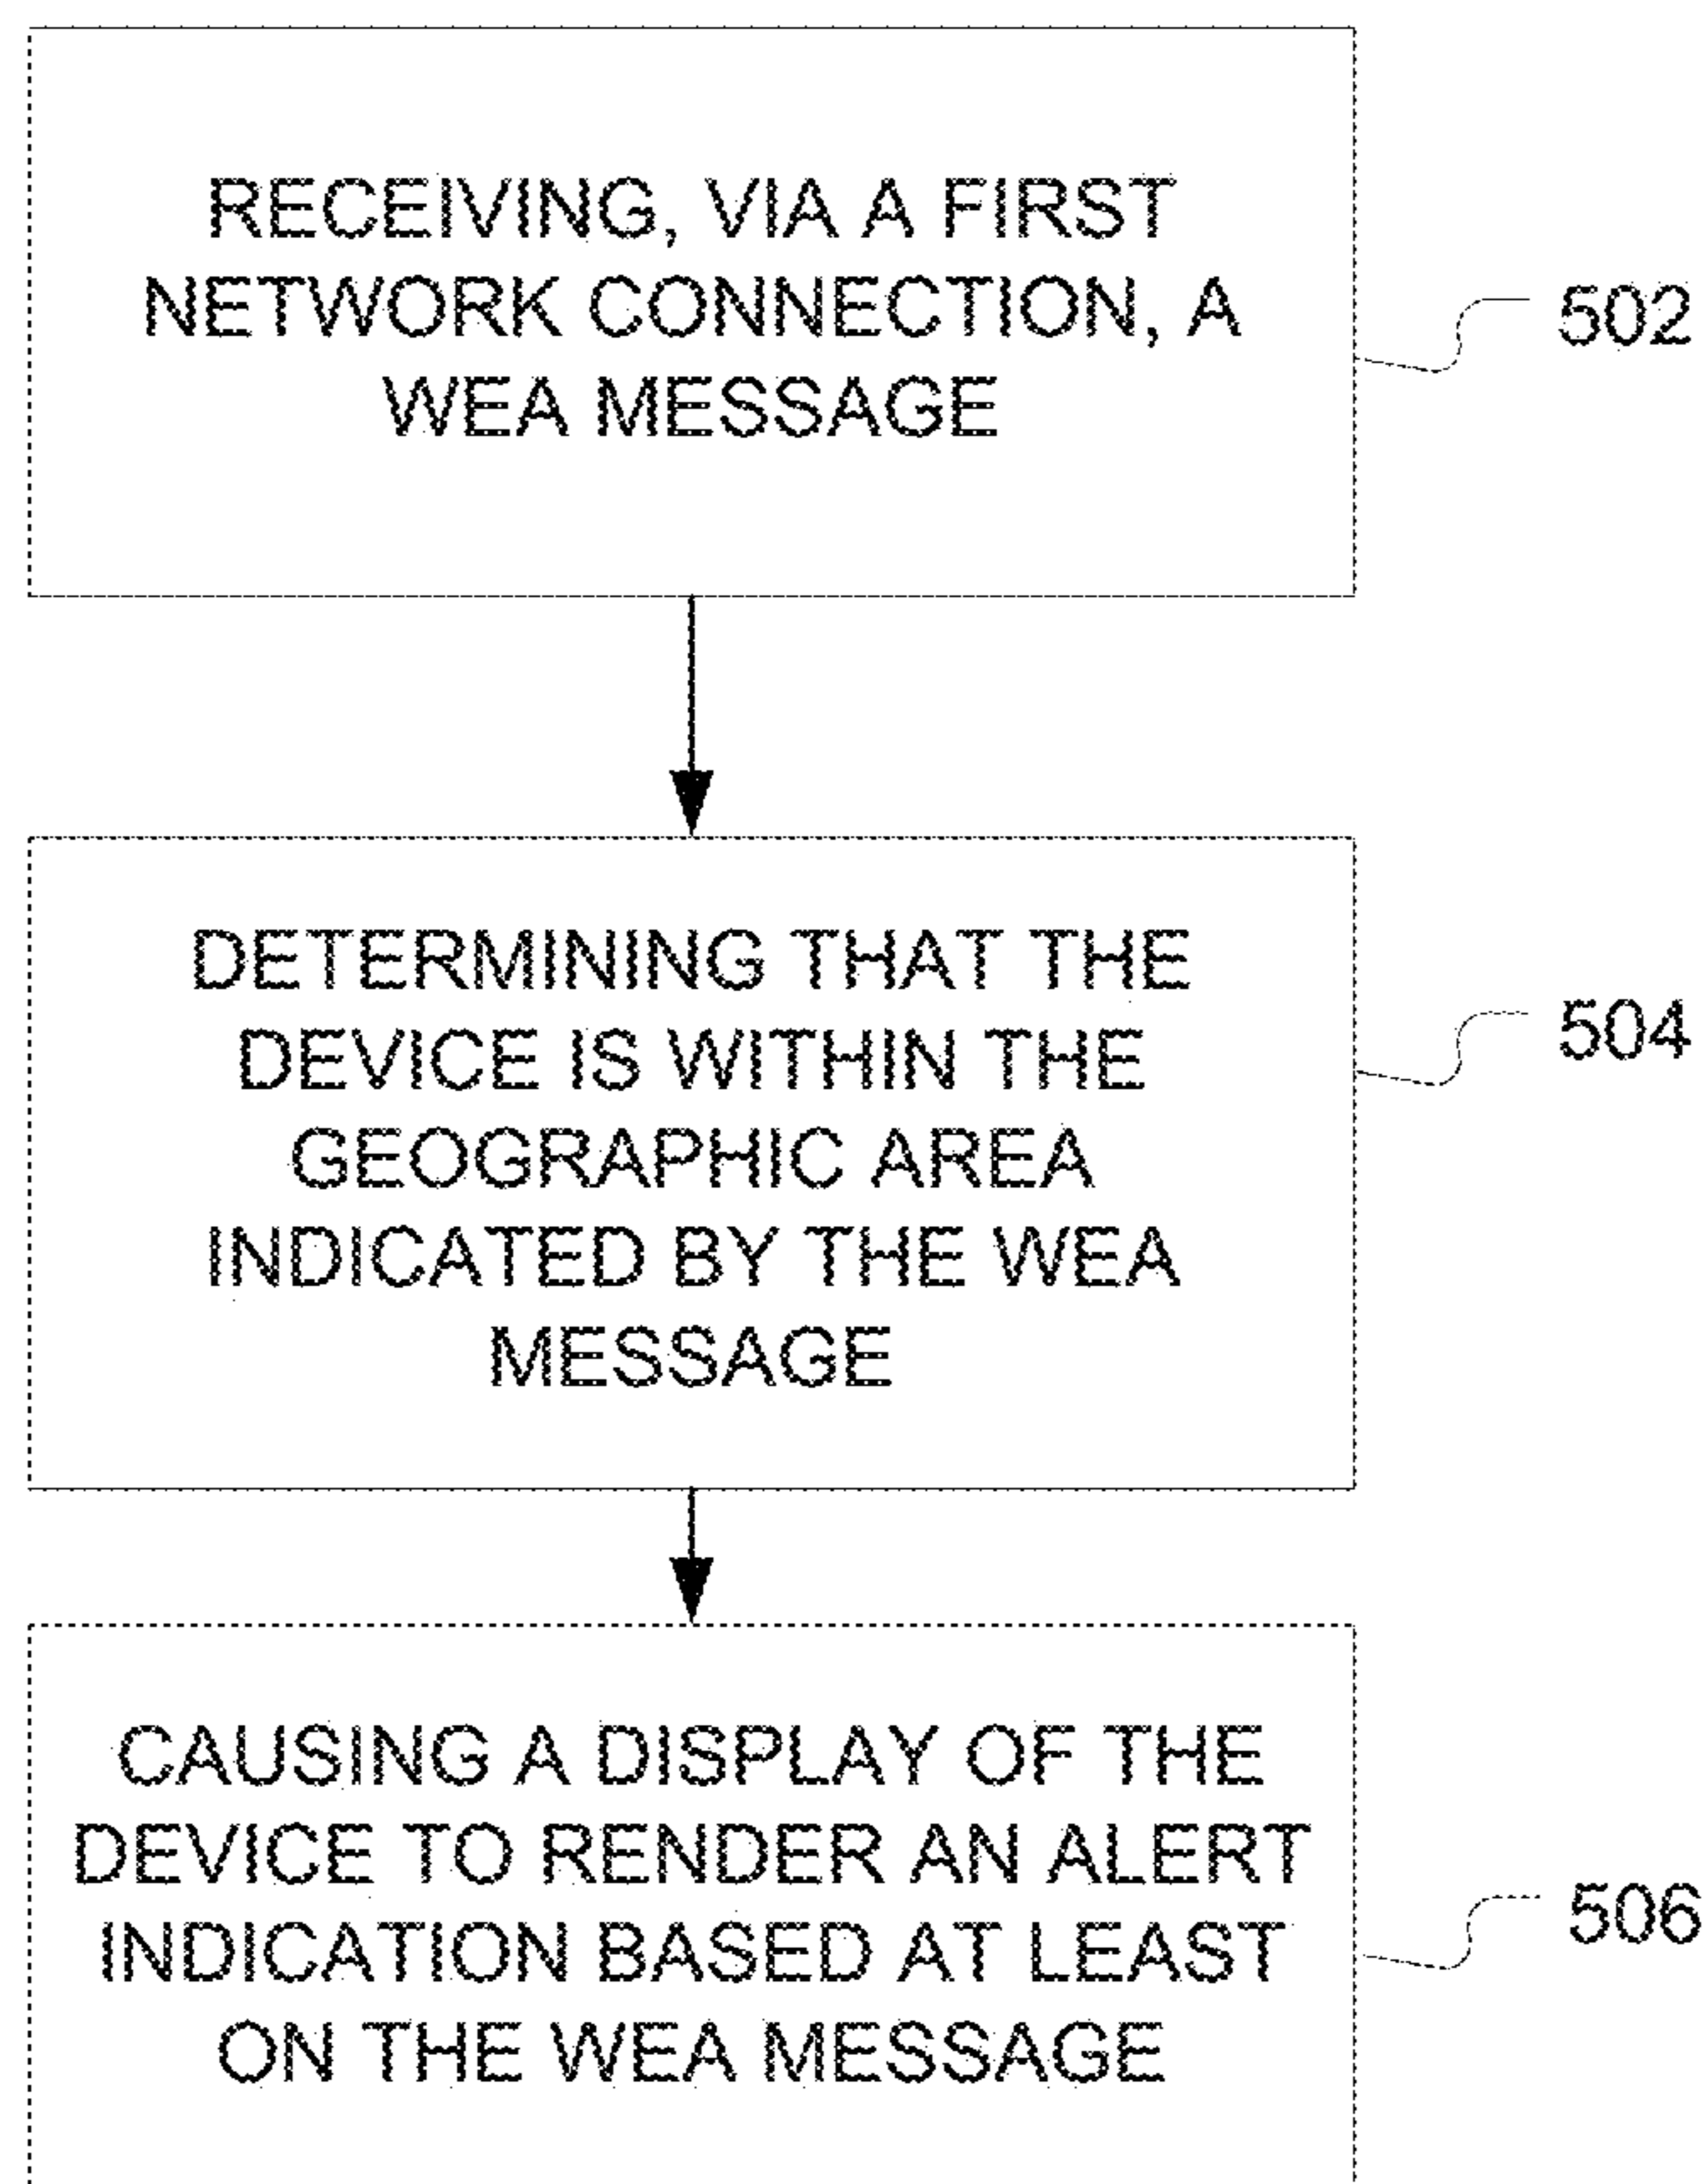 RECEIVING, VIA A FIRST
NETWORK CONNECTION, A
WEA MESSAGE
502
DETERMINING THAT THE
DEVICE IS WITHIN THE
GEOGRAPHIC AREA
INDICATED BY THE WEA
MESSAGE
504
CAUSING A DISPLAY OF THE
DEVICE TO RENDER AN ALERT
INDICATION BASED AT LEAST
ON THE WEA MESSAGE
506